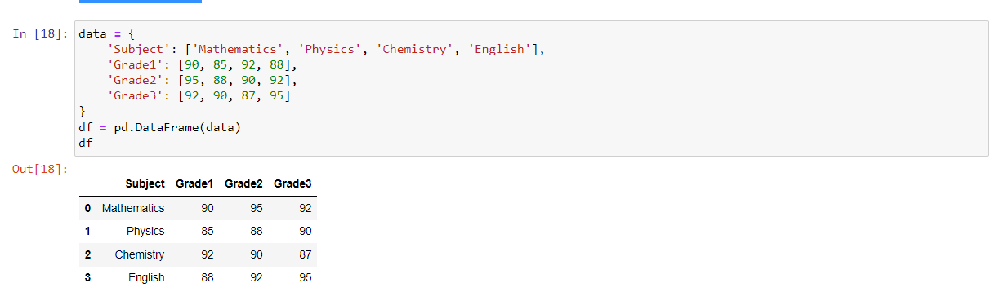 In [18]: data = {
'Subject': ['Mathematics', 'Physics', 'Chemistry', 'English'],
'Grade1': [90, 85, 92, 88],
'Grade2': [95, 88, 90, 92],
'Grade3': [92, 90, 87, 95]
}
df = pd.DataFrame(data)
df
Out[18]:
Subject Grade1 Grade2 Grade3
0 Mathematics 90 95 92
1 Physics 85 88 90
2 Chemistry 92 90 87
3 English 88 92 95